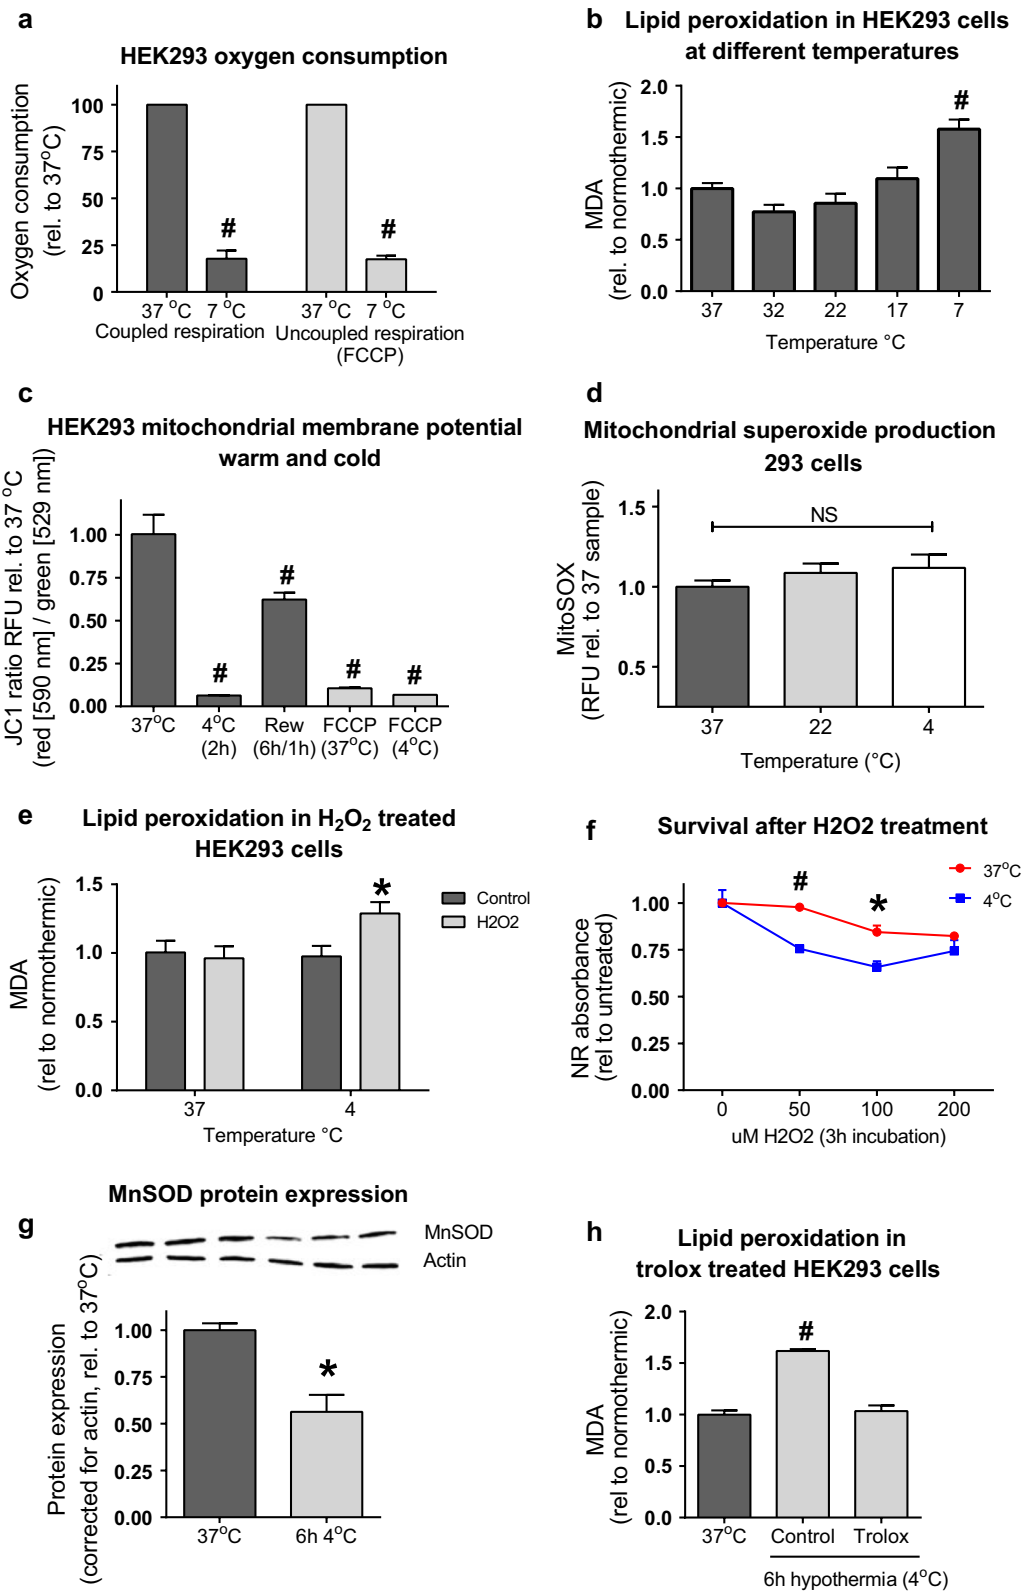 a
HEK293 oxygen consumption
Oxygen consumption
(rel. to 37°C)
100
75
50
25
0
#
#
37 °C 7 °C 37 °C 7 °C
Coupled respiration Uncoupled respiration
(FCCP)
b
Lipid peroxidation in HEK293 cells
at different temperatures
MDA
(rel. to normothermic)
2.0
1.5
1.0
0.5
0.0
#
37 32 22 17 7
Temperature °C
c
HEK293 mitochondrial membrane potential
warm and cold
JC1 ratio RFU rel. to 37 °C
(red [590 nm] / green [529 nm])
1.00
0.75
0.50
0.25
0.00
#
#
#
#
37°C 4°C Rew FCCP FCCP
(2h) (6h/1h) (37°C) (4°C)
d
Mitochondrial superoxide production
293 cells
MitoSOX
(RFU rel. to 37 sample)
1.5
1.0
0.5
NS
37 22 4
Temperature (°C)
e
Lipid peroxidation in H₂O₂ treated
HEK293 cells
MDA
(rel to normothermic)
1.5
1.0
0.5
0.0
*
Control
H2O2
37 4
Temperature °C
f
Survival after H2O2 treatment
NR absorbance
(rel to untreated)
1.00
0.75
0.50
0.25
0.00
#
*
37°C
4°C
0 50 100 200
uM H2O2 (3h incubation)
g
MnSOD protein expression
MnSOD
Actin
Protein expression
(corrected for actin, rel. to 37°C)
1.00
0.75
0.50
0.25
0.00
*
37°C 6h 4°C
h
Lipid peroxidation in
trolox treated HEK293 cells
MDA
(rel to normothermic)
2.0
1.5
1.0
0.5
0.0
#
37°C Control Trolox
6h hypothermia (4°C)